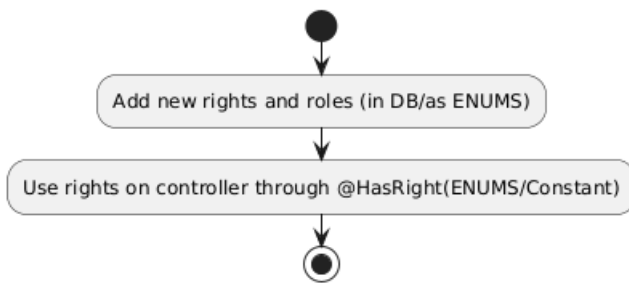 Add new rights and roles (in DB/as ENUMS)
Use rights on controller through @HasRight(ENUMS/Constant)